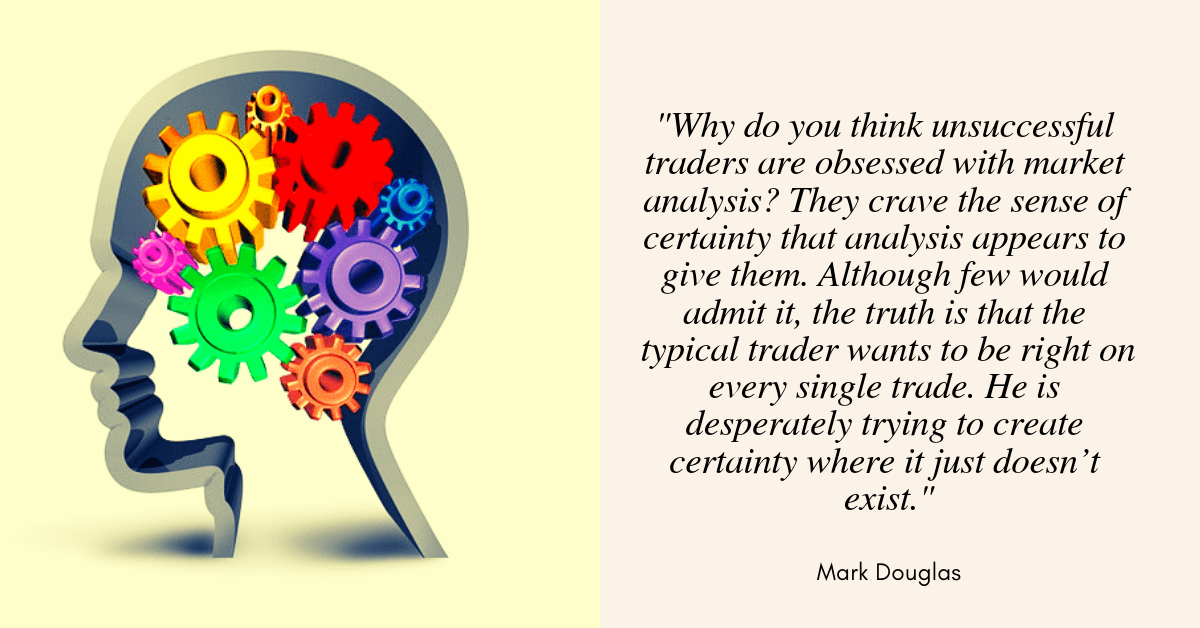 "Why do you think unsuccessful
traders are obsessed with market
analysis? They crave the sense of
certainty that analysis appears to
give them. Although few would
admit it, the truth is that the
typical trader wants to be right on
every single trade. He is
desperately trying to create
certainty where it just doesn’t
exist."
Mark Douglas